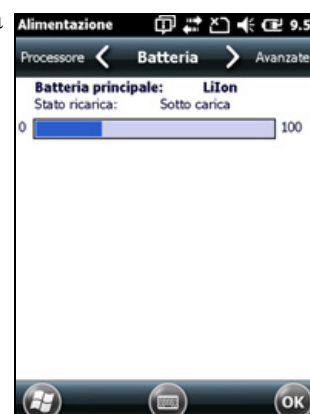 a
Alimentazione 9.5
Processore Batteria Avanzate
Batteria principale: LiIon
Stato ricarica: Sotto carica
0 100
OK